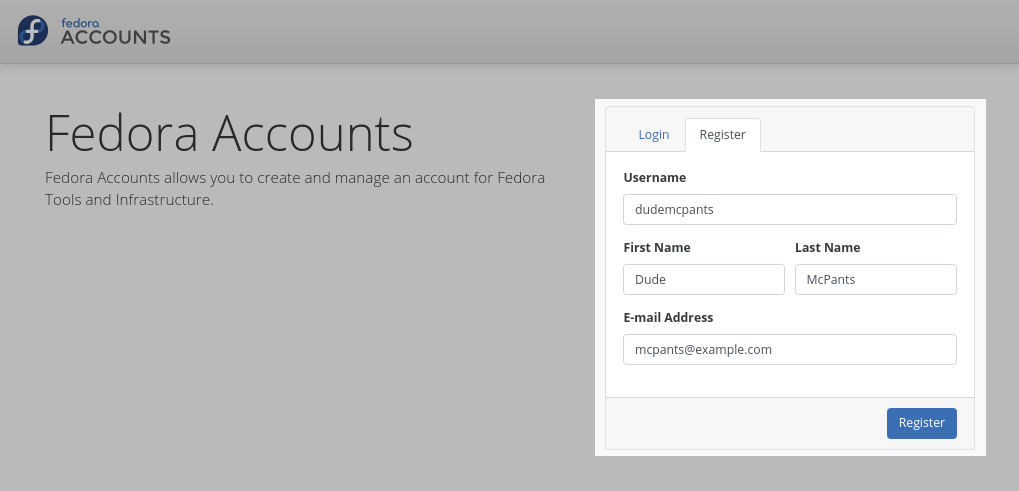 fedora
ACCOUNTS
Fedora Accounts
Fedora Accounts allows you to create and manage an account for Fedora
Tools and Infrastructure.
Login Register
Username
dudemcpants
First Name Last Name
Dude McPants
E-mail Address
mcpants@example.com
Register